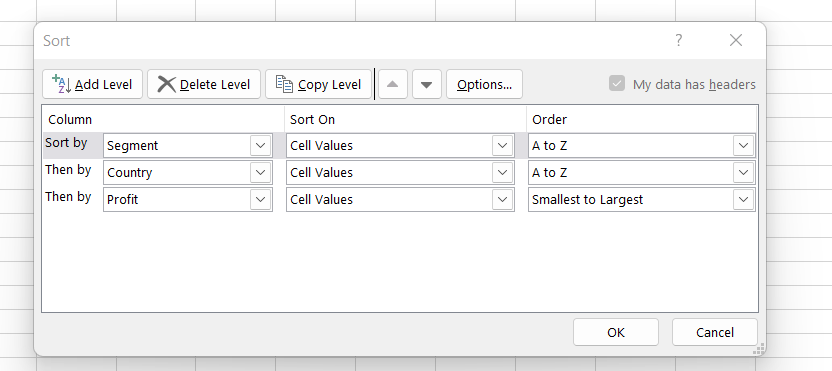 Sort ?
Add Level Delete Level Copy Level Options... My data has headers
Column Sort On Order
Sort by Segment Cell Values A to Z
Then by Country Cell Values A to Z
Then by Profit Cell Values Smallest to Largest
OK Cancel